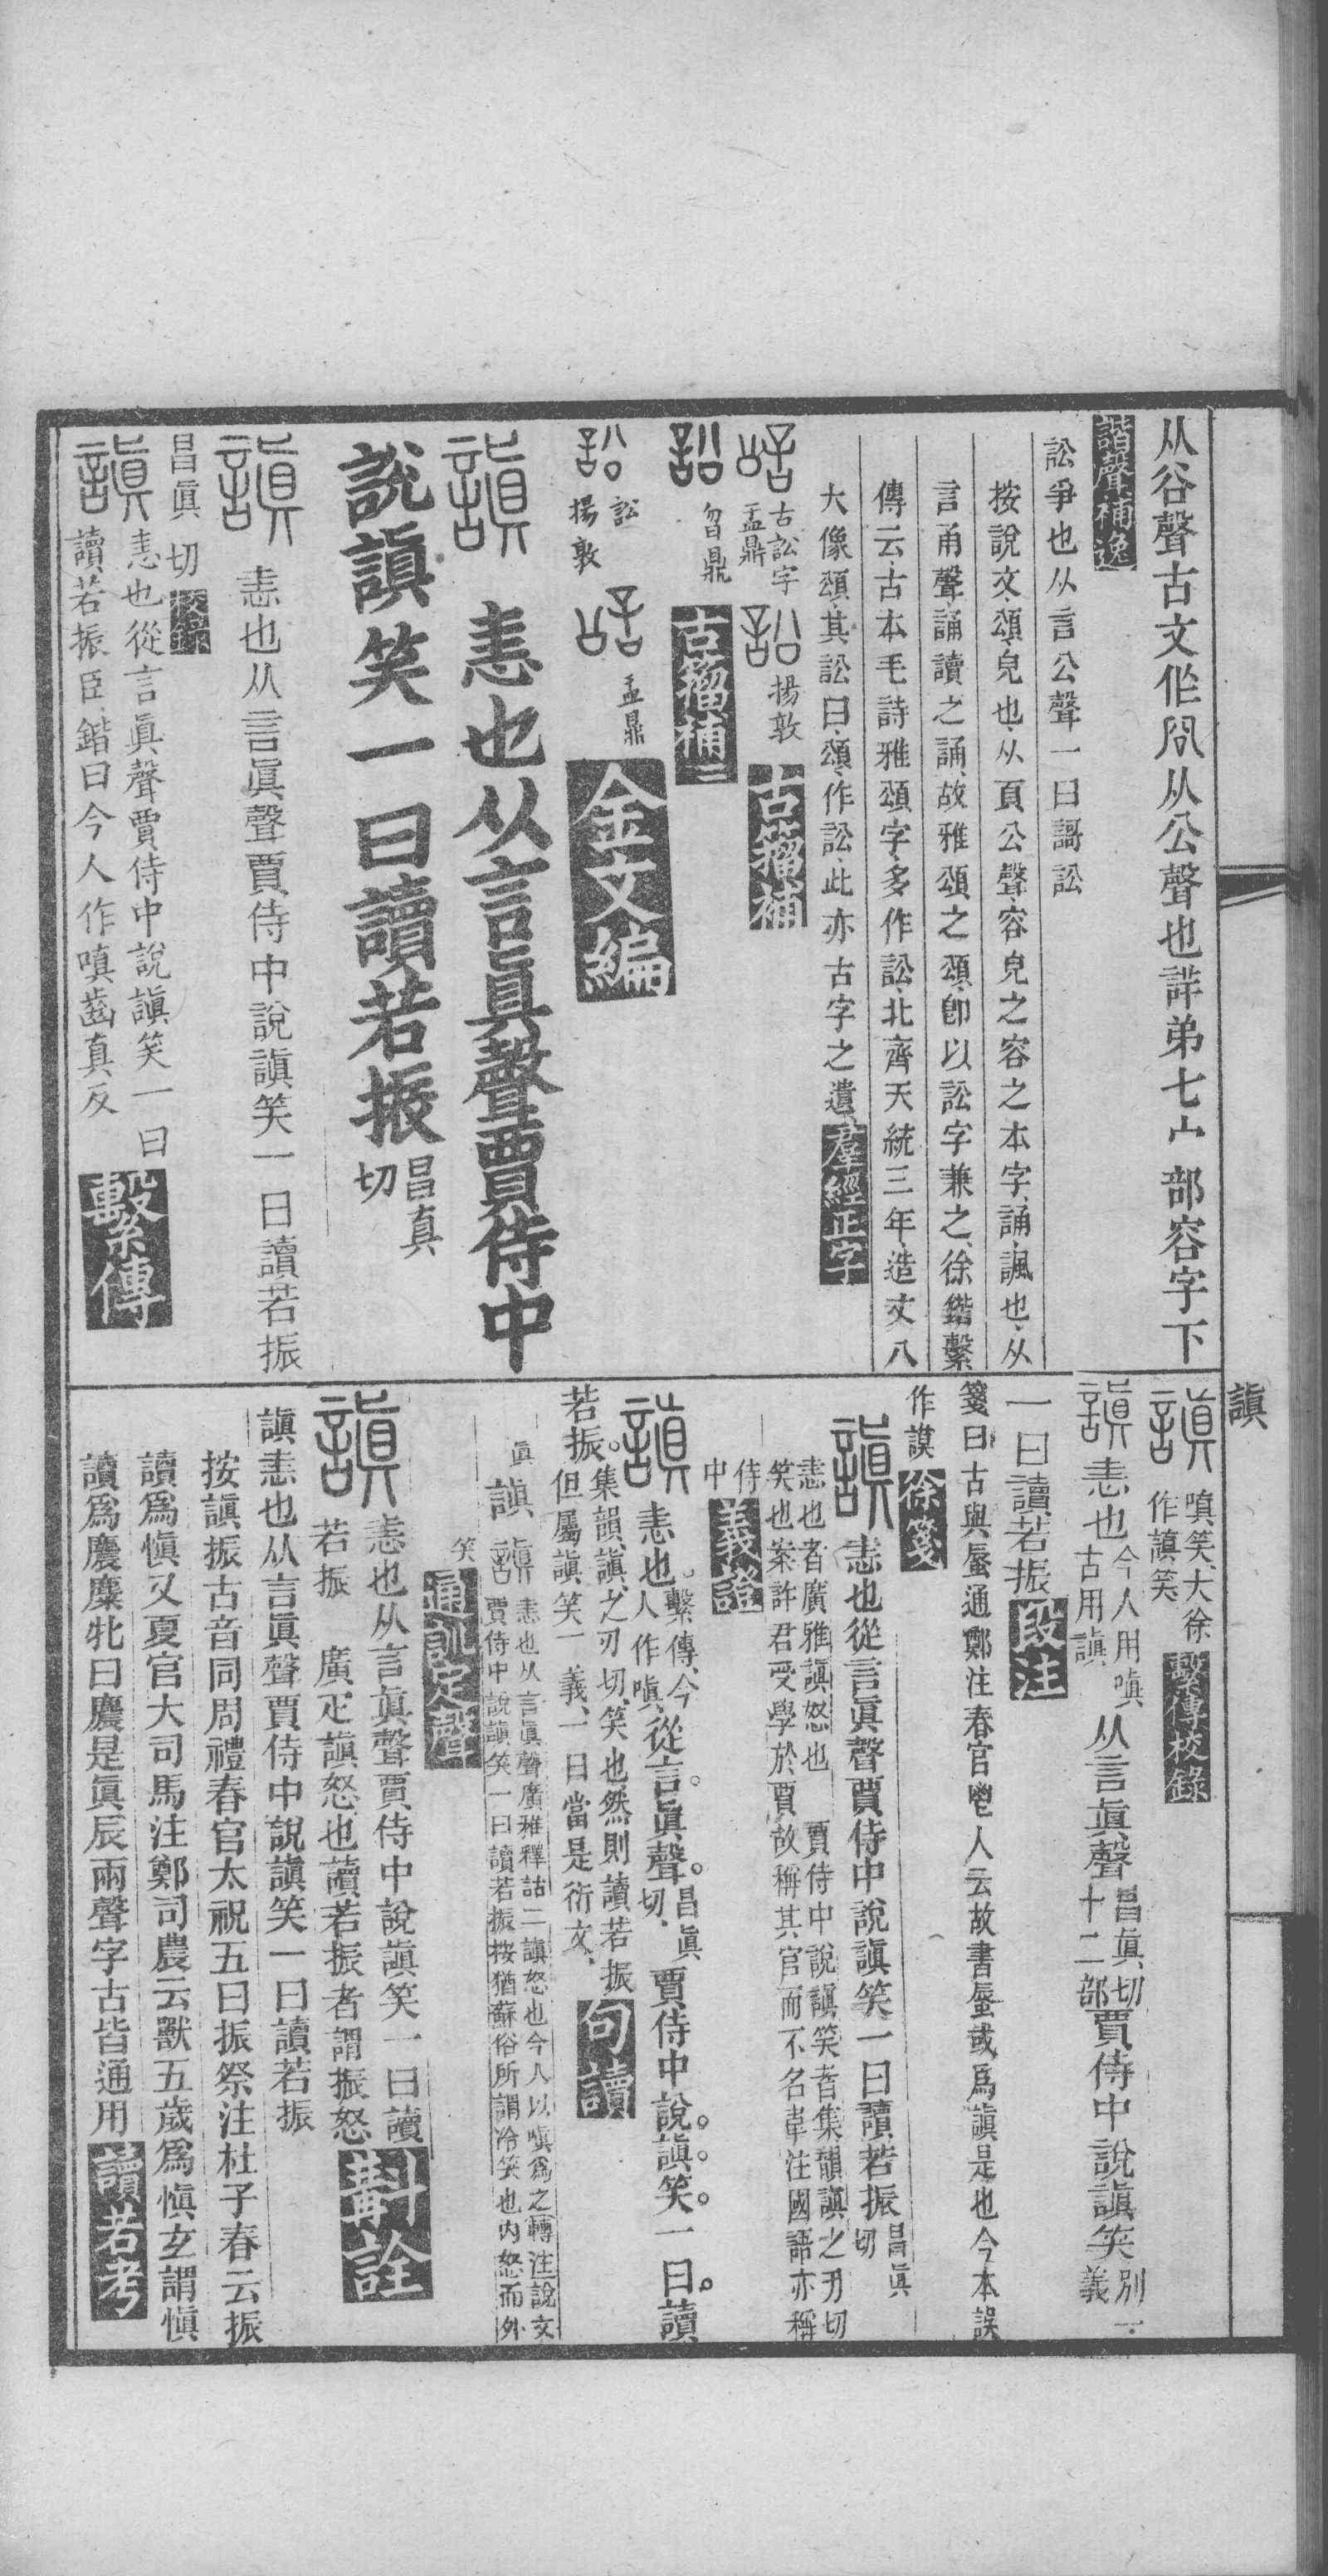 从谷聲古文作㕣从公聲也詳弟七宀部容字下
諧聲補逸
訟爭也从言公聲一曰謌訟
按說文頌皃也从頁公聲容皃之容之本字誦諷也从
言甬聲誦讀之誦故雅頌之頌卽以訟字兼之徐鍇繫
傳云古本毛詩雅頌字多作訟北齊天統三年造丈八
大像頌其訟曰頌作訟此亦古字之遺羣經正字
古訟字
盂鼎
揚敦
古籀補
曶鼎
古籀補二
訟
揚敦
盂鼎
金文編
恚也从言眞聲賈侍中
說謓笑一曰讀若振昌真切
恚也从言眞聲賈侍中說謓笑一曰讀若振
昌眞切校錄
恚也從言眞聲賈侍中說謓笑一曰
讀若振臣鍇曰今人作嗔齒真反
繫傳
謓
嗔笑大徐
作謓笑
繫傳校錄
恚也今人用嗔古用謓从言眞聲昌眞切十二部賈侍中說謓笑別一義
一曰讀若振段注
箋曰古與蜃通鄭注春官鬯人云故書蜃或爲謓是也今本誤
作謨徐箋
恚也從言眞聲賈侍中說謓笑一曰讀若振昌眞切
恚也者廣雅謓怒也 賈侍中說謓笑者集韻謓之刃切
笑也案許君受學於賈故稱其官而不名韋注國語亦稱
侍中
義證
恚也繫傳今人作嗔從言眞聲昌眞切賈侍中說謓笑一曰讀
若振集韻謓之刃切笑也然則讀若振
但屬謓笑一義一曰當是衍文
句讀
眞 謓 恚也从言眞聲廣雅釋詁二謓怒也今人以嗔爲之轉注說文
賈侍中說謓笑一曰讀若振按猶蘇俗所謂冷笑也內怒而外
笑
通訓定聲
恚也从言眞聲賈侍中說謓笑一曰讀
若振 廣疋謓怒也讀若振者謂振怒
斠詮
謓恚也从言眞聲賈侍中說謓笑一曰讀若振
按謓振古音同周禮春官太祝五曰振祭注杜子春云振
讀爲愼又夏官大司馬注鄭司農云獸五歲爲愼玄謂愼
讀爲麎麋牝曰麎是眞辰兩聲字古皆通用讀若考